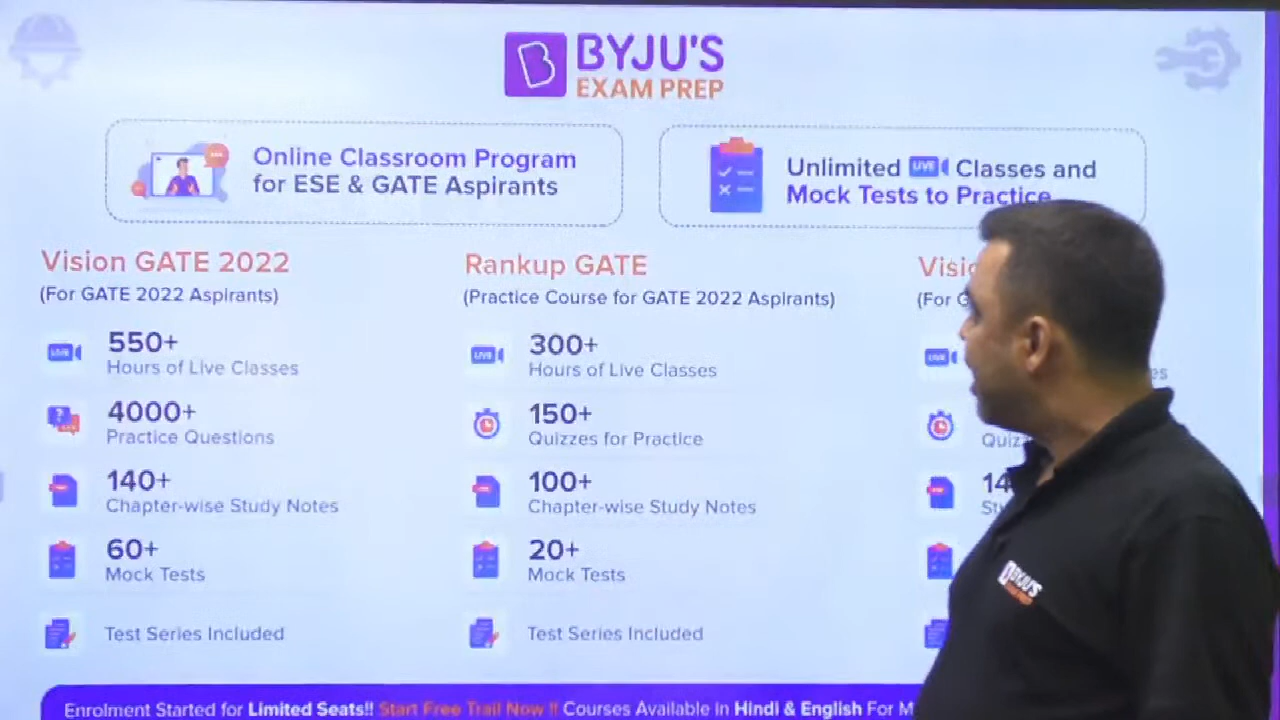 BYJU'S
EXAM PREP
Online Classroom Program
for ESE & GATE Aspirants
Unlimited LIVE Classes and
Mock Tests to Practice
Vision GATE 2022
(For GATE 2022 Aspirants)
550+
Hours of Live Classes
4000+
Practice Questions
140+
Chapter-wise Study Notes
60+
Mock Tests
Test Series Included
Rankup GATE
(Practice Course for GATE 2022 Aspirants)
LIVE
300+
Hours of Live Classes
150+
Quizzes for Practice
100+
Chapter-wise Study Notes
20+
Mock Tests
Test Series Included
(For
Enrolment Started for Limited Seats!! Start Free Trail Now !! Courses Available in Hindi & English For
BYJU'S
EXAM PREP